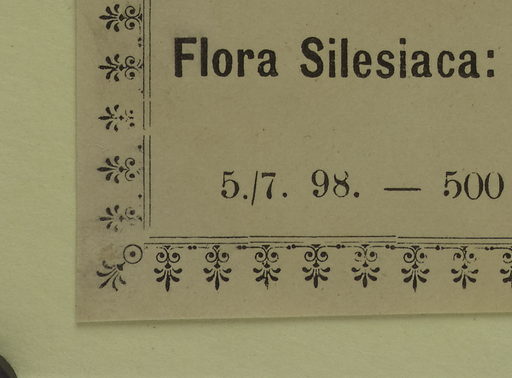 Flora Silesiaca:
5./7. 98. — 500